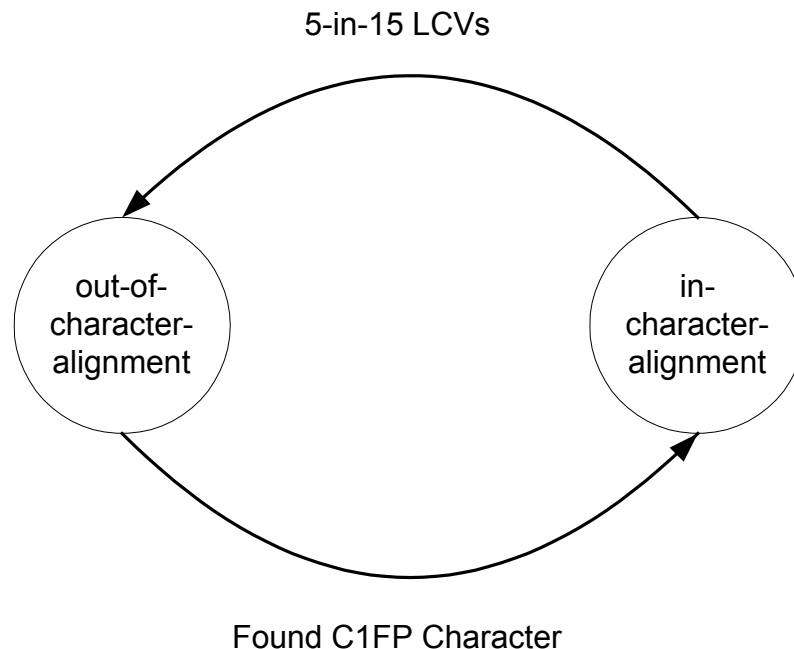 5-in-15 LCVs
out-of-
character-
alignment
in-
character-
alignment
Found C1FP Character